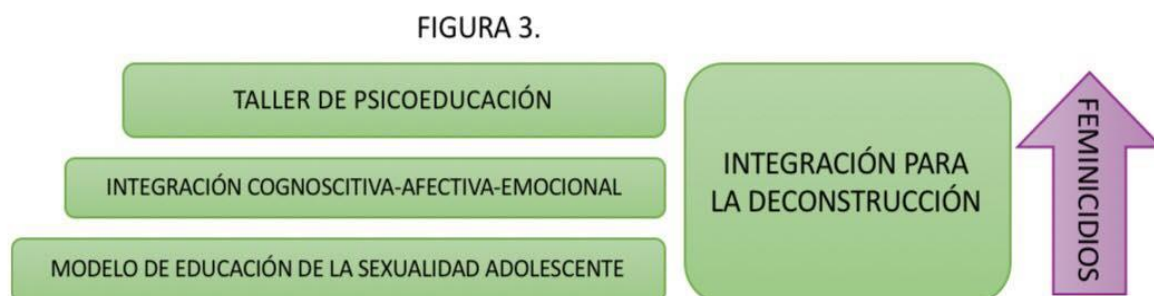 FIGURA 3.
TALLER DE PSICOEDUCACIÓN
INTEGRACIÓN COGNOSCITIVA-AFECTIVA-EMOCIONAL
MODELO DE EDUCACIÓN DE LA SEXUALIDAD ADOLESCENTE
INTEGRACIÓN PARA
LA DECONSTRUCCIÓN
FEMINICIDIOS